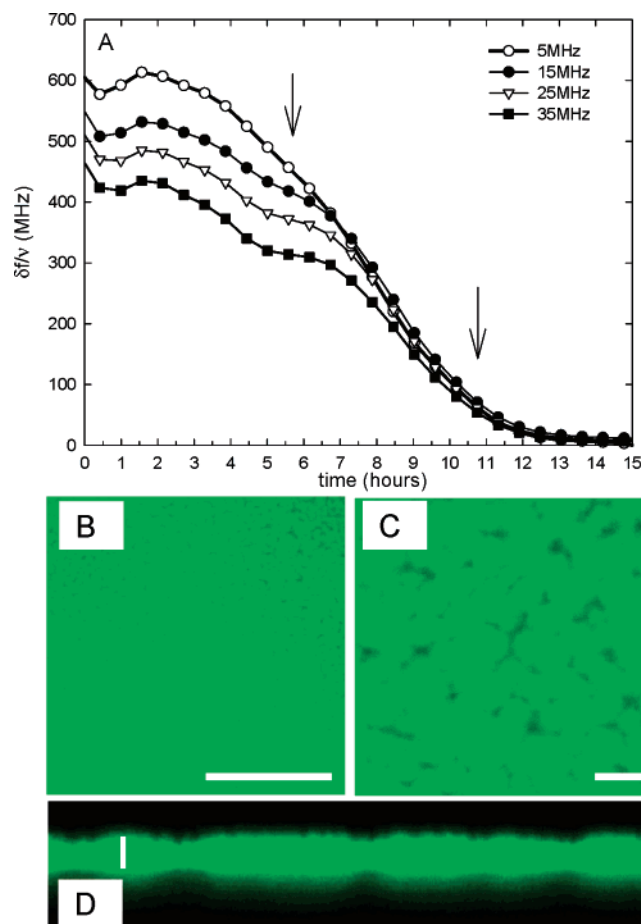 A
700
600
500
400
300
200
100
0
δf/ν (MHz)
5MHz
15MHz
25MHz
35MHz
0 1 2 3 4 5 6 7 8 9 10 11 12 13 14 15
time (hours)
B
C
D